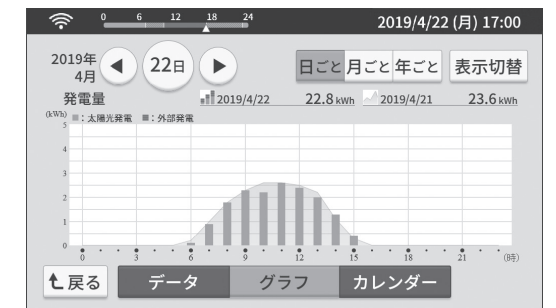 0 6 12 18 24
2019/4/22 (月) 17:00
2019年
4月
22日
日ごと 月ごと 年ごと 表示切替
発電量 2019/4/22 22.8 kWh 2019/4/21 23.6 kWh
(kWh) ■：太陽光発電 ■：外部発電
5
4
3
2
1
0
0 3 6 9 12 15 18 21 (時)
戻る データ グラフ カレンダー